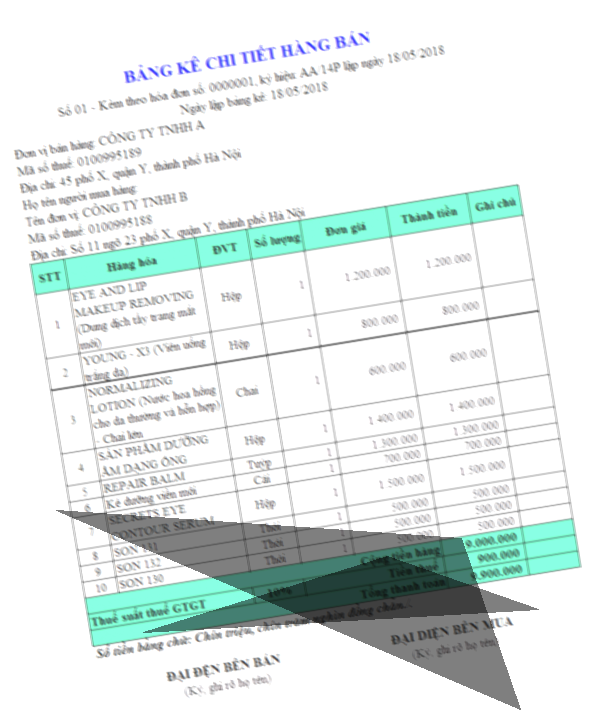 BẢNG KÊ CHI TIẾT HÀNG BÁN
Số 01 - Kèm theo hóa đơn số: 0000001, ký hiệu: AA/14P lập ngày 18/05/2018
Ngày lập bảng kê: 18/05/2018
Đơn vị bán hàng: CÔNG TY TNHH A
Mã số thuế: 0100995189
Địa chỉ: 45 phố X, quận Y, thành phố Hà Nội
Họ tên người mua hàng:
Tên đơn vị: CÔNG TY TNHH B
Mã số thuế: 0100995188
Địa chỉ: Số 11 ngõ 23 phố X, quận Y, thành phố Hà Nội
STT Hàng hóa ĐVT Số lượng Đơn giá Thành tiền Ghi chú
1 EYE AND LIP MAKEUP REMOVING (Dung dịch tẩy trang mắt môi) Hộp 1 1.200.000 1.200.000
2 YOUNG - X3 (Viên uống trắng da) Hộp 1 800.000 800.000
3 NORMALIZING LOTION (Nước hoa hồng cho da thường và hỗn hợp) - Chai lớn Chai 1 600.000 600.000
4 SẢN PHẨM DƯỠNG ẨM DẠNG ỐNG Hộp 1 1.400.000 1.400.000
5 REPAIR BALM Tuýp 1 1.300.000 1.300.000
6 Kẻ dưỡng viền môi Cái 1 700.000 700.000
7 SECRETS EYE CONTOUR SERUM Hộp 1 1.500.000 1.500.000
8 SON 131 Thỏi 500.000 500.000
9 SON 132 Thỏi 1 500.000 500.000
10 SON 130 Thỏi 1 500.000 500.000
Cộng tiền hàng 9.000.000
Thuế suất thuế GTGT 10% Tiền thuế 900.000
Tổng thanh toán 9.900.000
Số tiền bằng chữ: Chín triệu, chín trăm nghìn đồng chẵn./.
ĐẠI DIỆN BÊN MUA
(Ký, ghi rõ họ tên)
ĐẠI ĐỆN BÊN BÁN
(Ký, ghi rõ họ tên)